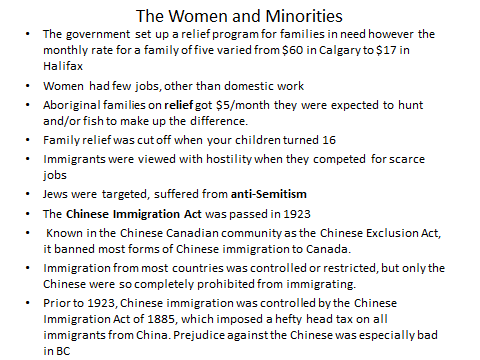 The Women and Minorities
• The government set up a relief program for families in need however the
monthly rate for a family of five varied from $60 in Calgary to $17 in
Halifax
• Women had few jobs, other than domestic work
• Aboriginal families on relief got $5/month they were expected to hunt
and/or fish to make up the difference.
• Family relief was cut off when your children turned 16
• Immigrants were viewed with hostility when they competed for scarce
jobs
• Jews were targeted, suffered from anti-Semitism
• The Chinese Immigration Act was passed in 1923
• Known in the Chinese Canadian community as the Chinese Exclusion Act,
it banned most forms of Chinese immigration to Canada.
• Immigration from most countries was controlled or restricted, but only the
Chinese were so completely prohibited from immigrating.
• Prior to 1923, Chinese immigration was controlled by the Chinese
Immigration Act of 1885, which imposed a hefty head tax on all
immigrants from China. Prejudice against the Chinese was especially bad
in BC